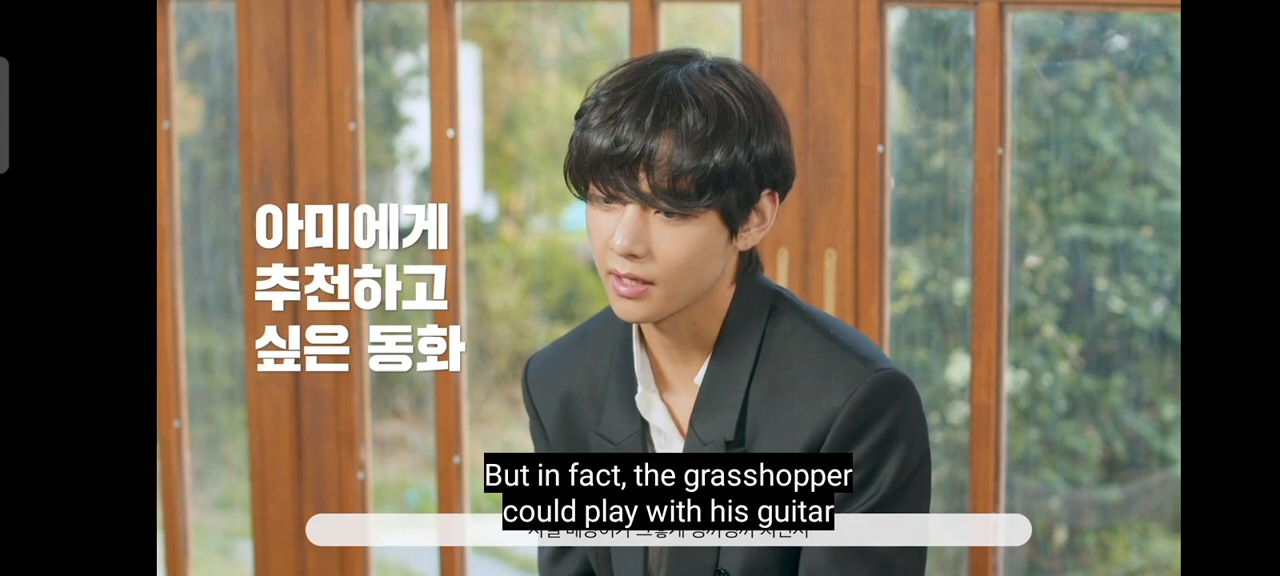 아미에게
추천하고
싶은 동화
But in fact, the grasshopper
could play with his guitar